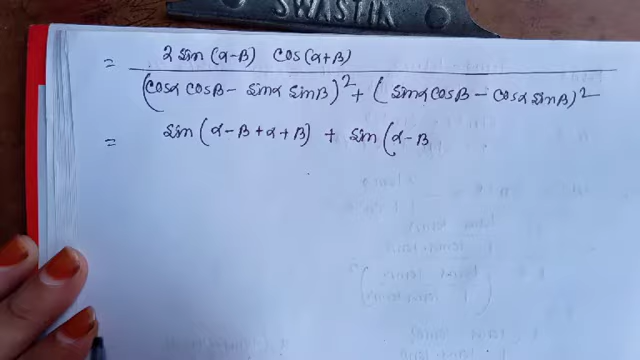 SWASTIK
= 2 sin (α-β) cos(α+β)
(cosα cosβ - sinα sinβ)² + (sinα cosβ - cosα sinβ)²
= sin (α-β+α+β) + sin (α-β